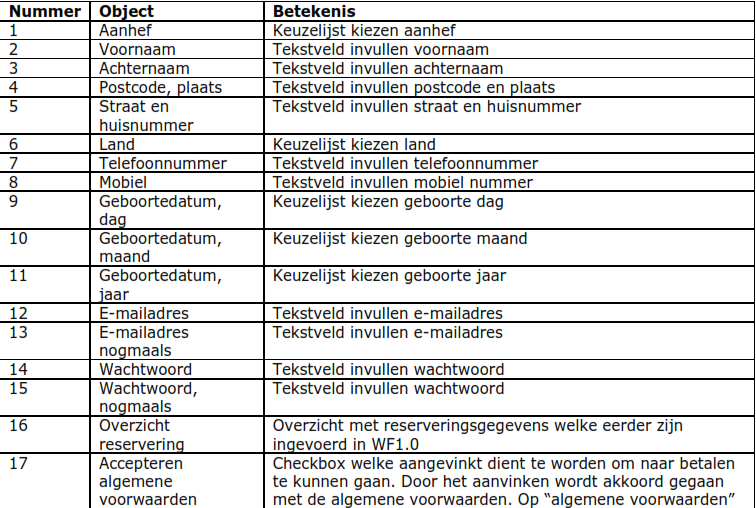 Nummer Object Betekenis
1 Aanhef Keuzelijst kiezen aanhef
2 Voornaam Tekstveld invullen voornaam
3 Achternaam Tekstveld invullen achternaam
4 Postcode, plaats Tekstveld invullen postcode en plaats
5 Straat en Tekstveld invullen straat en huisnummer
huisnummer
6 Land Keuzelijst kiezen land
7 Telefoonnummer Tekstveld invullen telefoonnummer
8 Mobiel Tekstveld invullen mobiel nummer
9 Geboortedatum, Keuzelijst kiezen geboorte dag
dag
10 Geboortedatum, Keuzelijst kiezen geboorte maand
maand
11 Geboortedatum, Keuzelijst kiezen geboorte jaar
jaar
12 E-mailadres Tekstveld invullen e-mailadres
13 E-mailadres Tekstveld invullen e-mailadres
nogmaals
14 Wachtwoord Tekstveld invullen wachtwoord
15 Wachtwoord, Tekstveld invullen wachtwoord
nogmaals
16 Overzicht Overzicht met reserveringsgegevens welke eerder zijn
reservering ingevoerd in WF1.0
17 Accepteren Checkbox welke aangevinkt dient te worden om naar betalen
algemene te kunnen gaan. Door het aanvinken wordt akkoord gegaan
voorwaarden met de algemene voorwaarden. Op “algemene voorwaarden”